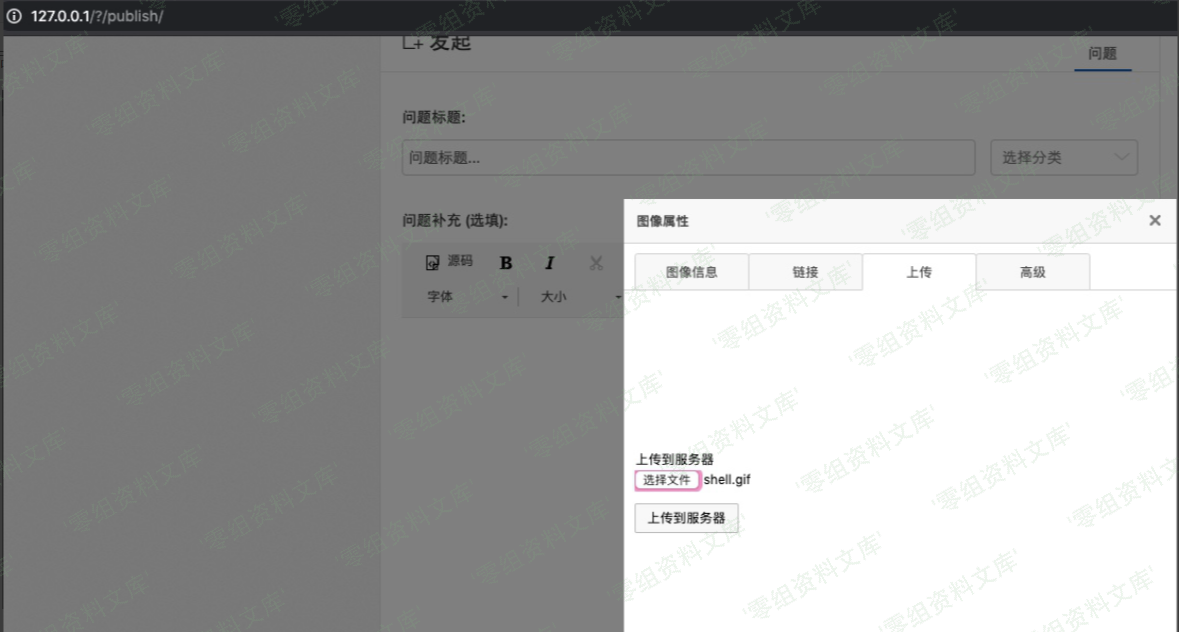 127.0.0.1/?/publish/
发起
问题
问题标题:
问题标题...
选择分类
问题补充 (选填):
源码 B I
字体 大小
图像属性 ×
图像信息 链接 上传 高级
上传到服务器
选择文件 shell.gif
上传到服务器
'零组资料文库'